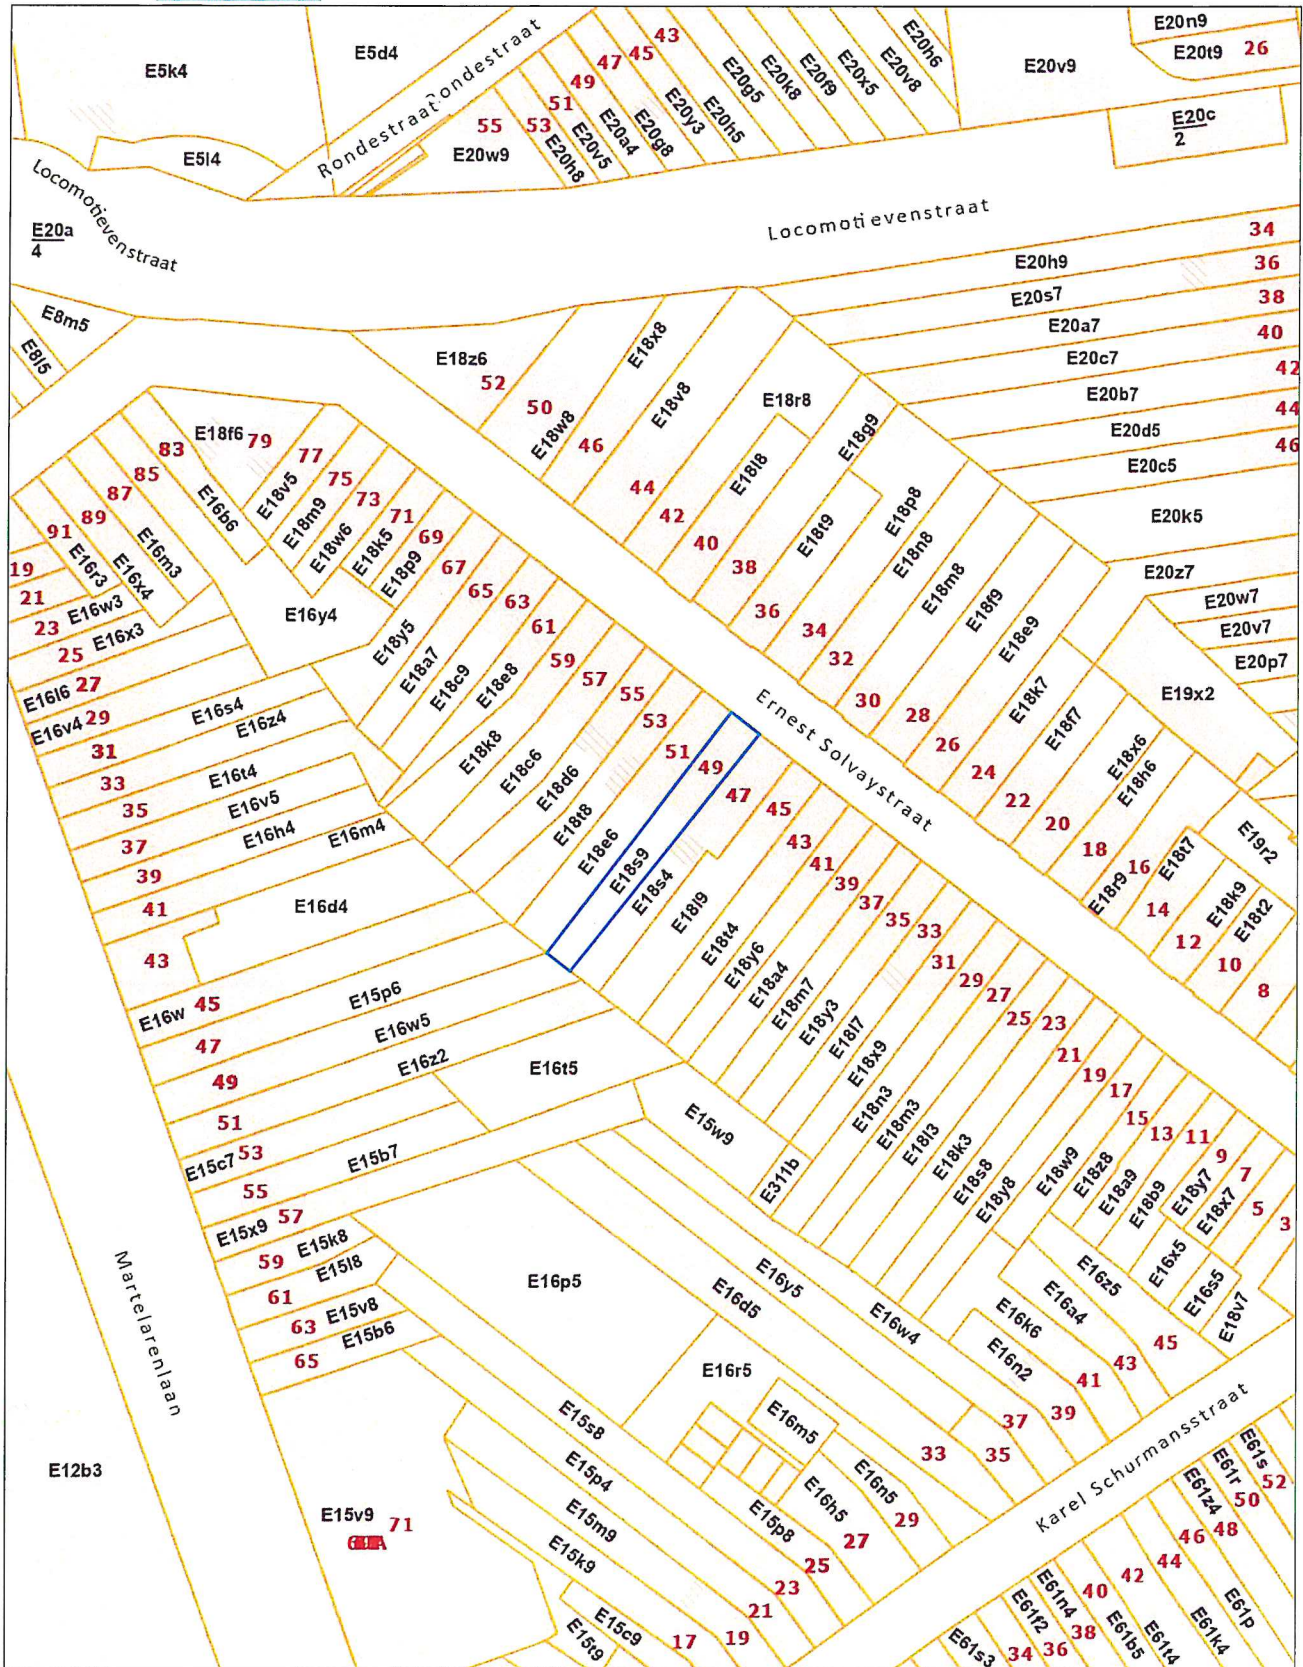 E5k4
E5d4
Rondestraat
Rondestraat
43
45
47
49
51
53
55
E20w9
E20h8
E20v5
E20a4
E20g8
E20y3
E20h5
E20g5
E20k8
E20f9
E20x5
E20v8
E20h6
E20v9
E20n9
E20t9
26
E20c
2
E5l4
Locomotievenstraat
Locomotievenstraat
E20a
4
E8m5
E8l5
34
E20h9
36
E20s7
38
E20a7
40
E20c7
42
E20b7
44
E20d5
46
E20c5
E20k5
E20z7
E20w7
E20v7
E20p7
E19x2
E19r2
E18z6
52
50
E18w8
E18x8
46
E18v8
44
42
E18r8
E18l8
40
E18g9
38
E18t9
36
E18p8
34
E18n8
32
E18m8
30
E18f9
28
E18e9
26
E18k7
24
E18f7
22
E18x6
20
E18h6
18
E18r9
16
E18t7
14
E18k9
12
E18t2
10
8
Ernest Solvaystraat
E18f6
79
83
85
87
89
91
E16b6
E16m3
E16x4
E16r3
77
E18v5
75
E18m9
73
E18w6
71
E18k5
69
E18p9
67
E16y4
E18y5
65
E18a7
63
E18c9
61
E18e8
59
E18k8
57
E18c6
55
E18d6
53
E18t8
51
E18e6
49
E18s9
47
E18s4
45
E18l9
43
E18t4
41
E18y6
39
E18a4
37
E18m7
35
E18y3
33
E18l7
31
E18x9
29
E18n3
27
E18m3
25
E18l3
23
E18k3
21
E18s8
19
E18y8
17
E18w9
15
E18z8
13
E18a9
11
E18b9
9
E18y7
7
E18x7
5
3
19
21
E16w3
23
E16x3
25
E16l6
27
E16v4
29
E16s4
31
E16z4
33
E16t4
35
E16v5
37
E16h4
39
E16m4
41
E16d4
43
E16w
45
E15p6
47
E16w5
49
E16z2
51
E16t5
E15c7
53
E15b7
55
E15x9
57
E15k8
59
E15l8
61
E15v8
63
E15b6
65
E15w9
E311b
E16p5
E16y5
E16d5
E16w4
E16r5
E16z5
E16x5
E16s5
E18v7
E16a4
E16k6
E16n2
45
43
41
39
37
35
33
E16m5
E16n5
E16h5
29
27
25
E15p8
23
21
19
17
E15s8
E15p4
E15m9
E15k9
E15c9
E15t9
Martelarenlaan
E12b3
E15v9
71
Karel Schurmansstraat
E61s
52
E61r
50
E61z4
48
46
E61p
44
E61k4
42
E61t4
40
E61b5
38
E61n4
36
E61f2
34
E61s3